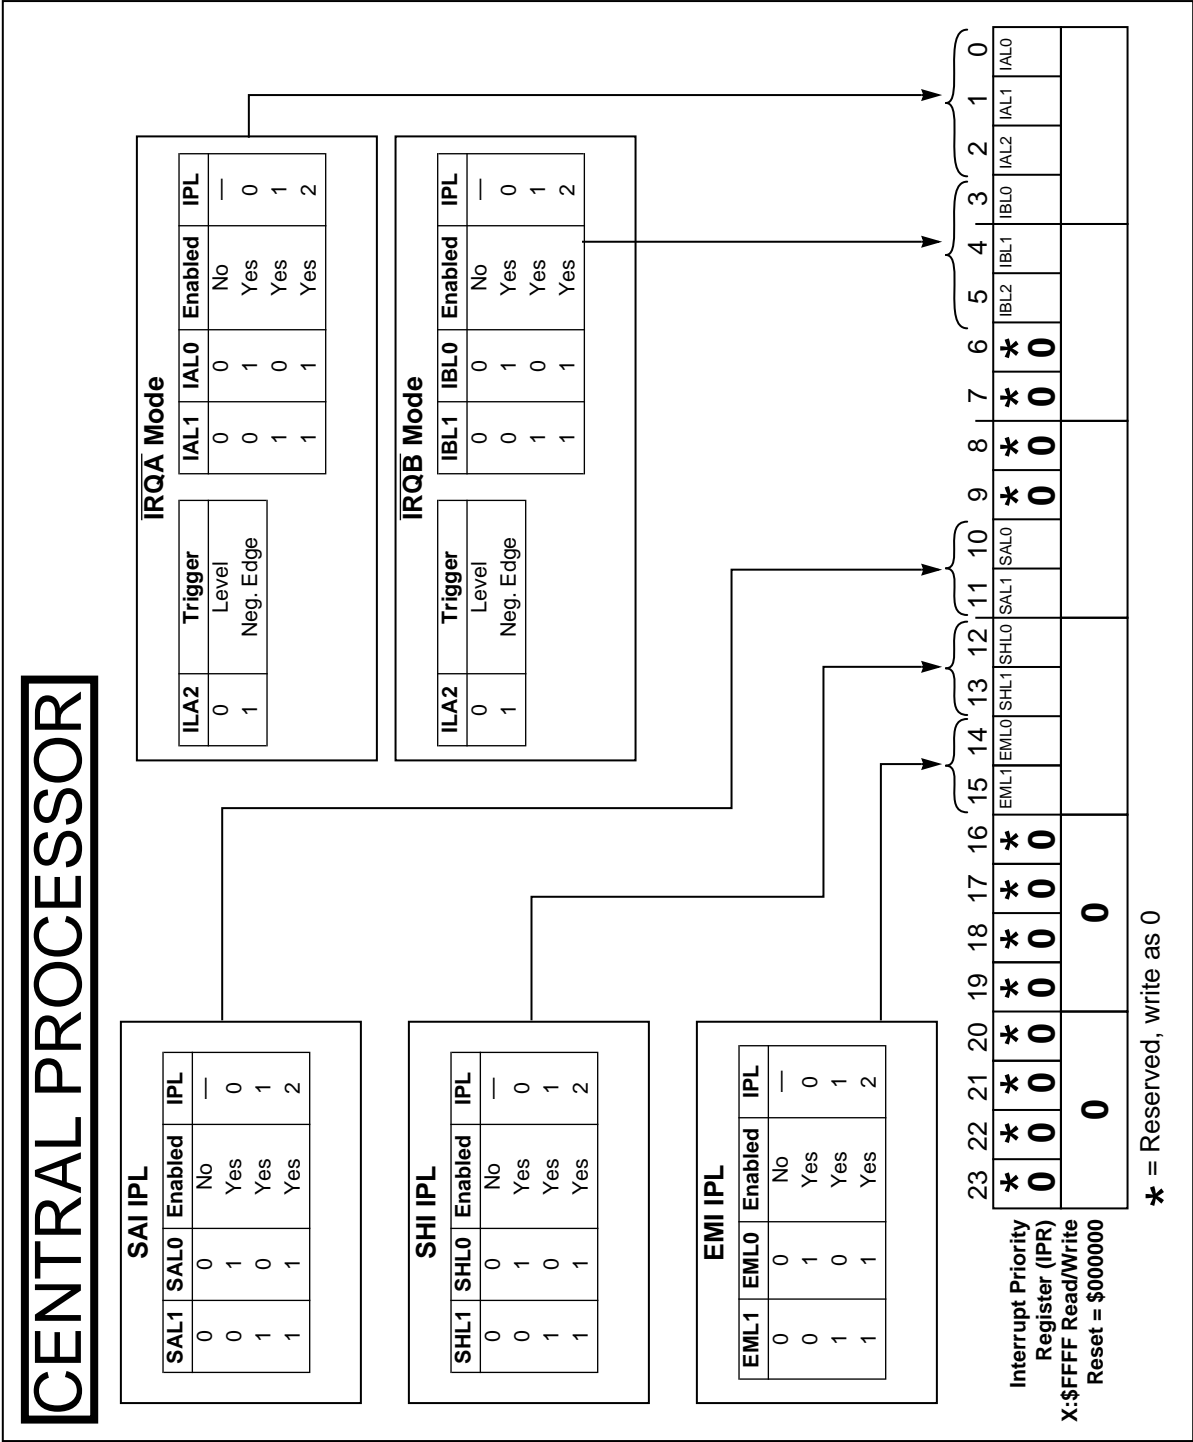 CENTRAL PROCESSOR
SAI IPL
SAL1 SAL0 Enabled IPL
0 0 No —
0 1 Yes 0
1 0 Yes 1
1 1 Yes 2
SHI IPL
SHL1 SHL0 Enabled IPL
0 0 No —
0 1 Yes 0
1 0 Yes 1
1 1 Yes 2
EMI IPL
EML1 EML0 Enabled IPL
0 0 No —
0 1 Yes 0
1 0 Yes 1
1 1 Yes 2
IRQA Mode
ILA2 Trigger
0 Level
1 Neg. Edge
IAL1 IAL0 Enabled IPL
0 0 No —
0 1 Yes 0
1 0 Yes 1
1 1 Yes 2
IRQB Mode
ILA2 Trigger
0 Level
1 Neg. Edge
IBL1 IBL0 Enabled IPL
0 0 No —
0 1 Yes 0
1 0 Yes 1
1 1 Yes 2
Interrupt Priority
Register (IPR)
X:$FFFF Read/Write
Reset = $000000
23 22 21 20 19 18 17 16 15 14 13 12 11 10 9 8 7 6 5 4 3 2 1 0
* * * * * * * * EML1 EML0 SHL1 SHL0 SAL1 SAL0 * * * * IBL2 IBL1 IBL0 IAL2 IAL1 IAL0
0 0 0 0 0 0 0 0 0 0 0 0
0 0
* = Reserved, write as 0